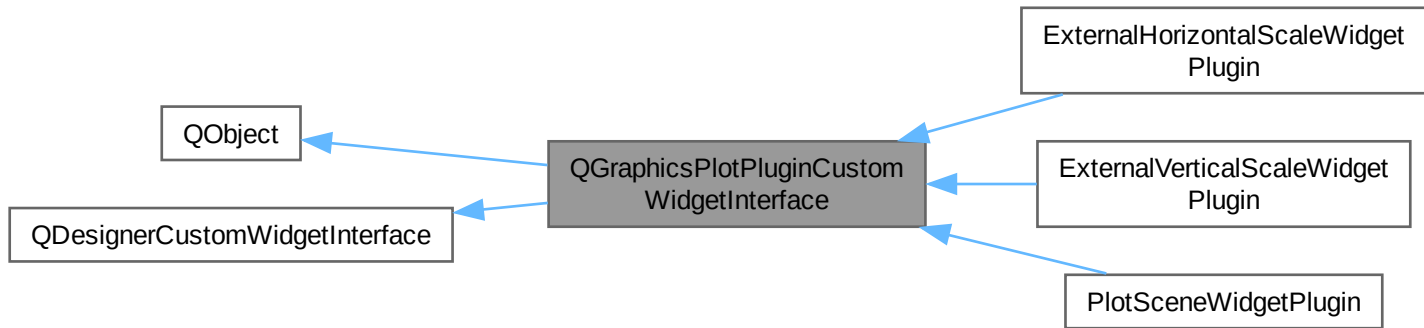 QObject
QDesignerCustomWidgetInterface
QGraphicsPlotPluginCustom
WidgetInterface
ExternalHorizontalScaleWidget
Plugin
ExternalVerticalScaleWidget
Plugin
PlotSceneWidgetPlugin